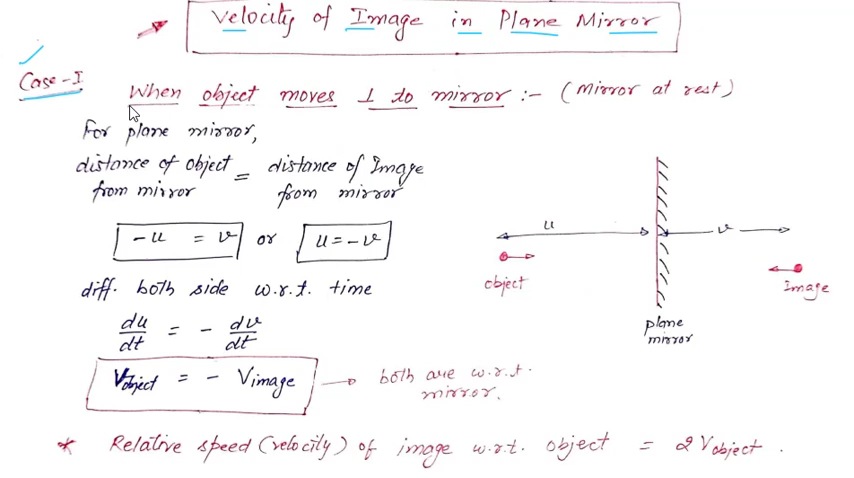 Velocity of Image in Plane Mirror
Case-I
When object moves ⊥ to mirror :- (Mirror at rest)
For plane mirror,
distance of object from mirror = distance of Image from mirror
-u = v or u = -v
diff. both side w.r.t. time
du/dt = - dv/dt
Vobject = - Vimage → both are w.r.t. mirror.
* Relative speed (velocity) of image w.r.t. object = 2 Vobject .
u
v
object
Image
plane
mirror